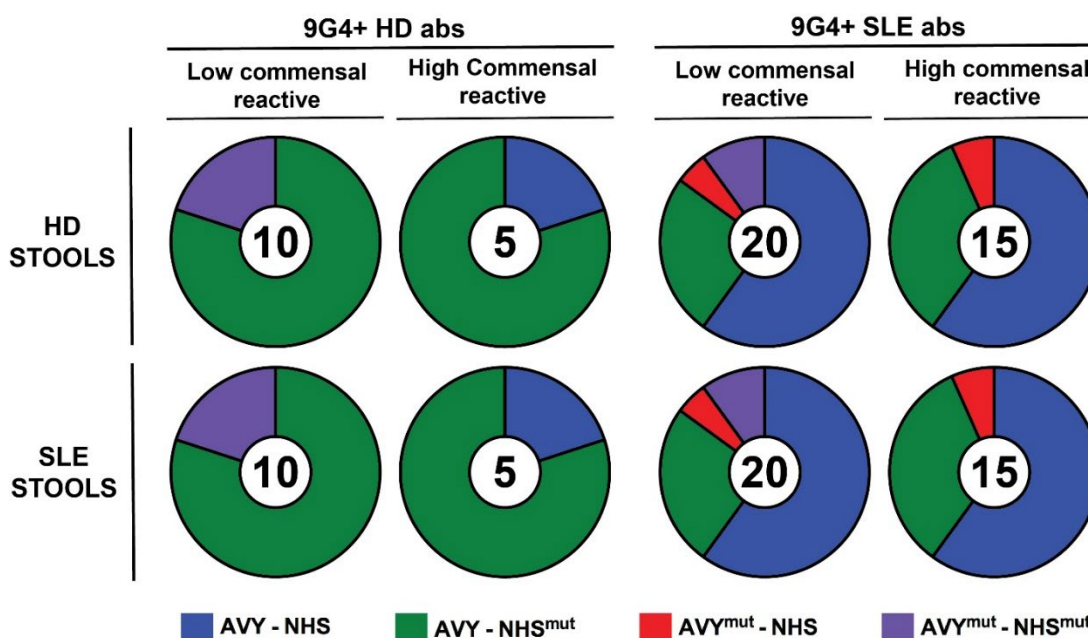 9G4+ HD abs
9G4+ SLE abs
Low commensal
reactive
High Commensal
reactive
Low commensal
reactive
High commensal
reactive
HD
STOOLS
10
5
20
15
SLE
STOOLS
10
5
20
15
AVY - NHS
AVY - NHSmut
AVYmut - NHS
AVYmut - NHSmut